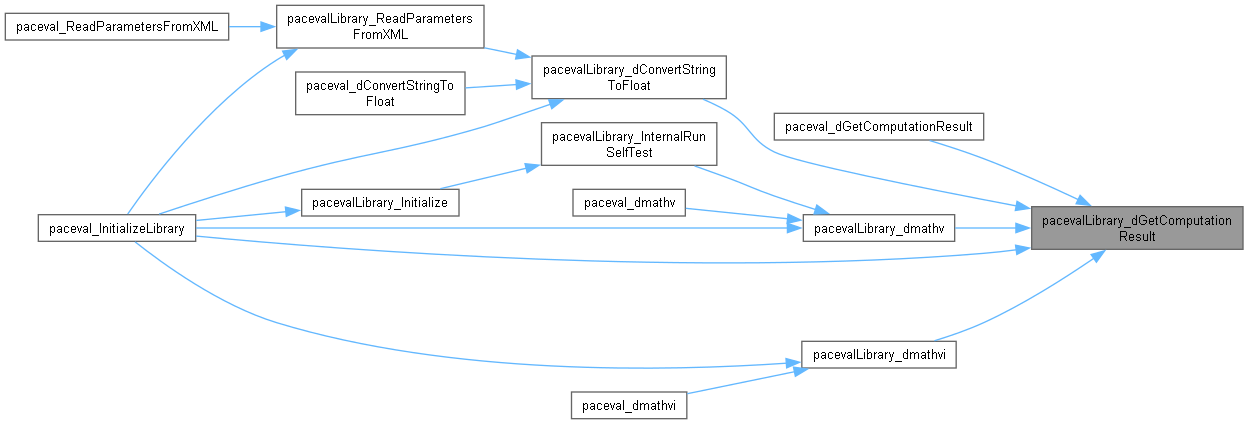 paceval_ReadParametersFromXML
pacevalLibrary_ReadParameters
FromXML
pacevalLibrary_dConvertString
ToFloat
paceval_dConvertStringTo
Float
paceval_dGetComputationResult
pacevalLibrary_InternalRun
SelfTest
pacevalLibrary_Initialize
paceval_dmathv
paceval_InitializeLibrary
pacevalLibrary_dmathv
pacevalLibrary_dGetComputation
Result
pacevalLibrary_dmathvi
paceval_dmathvi